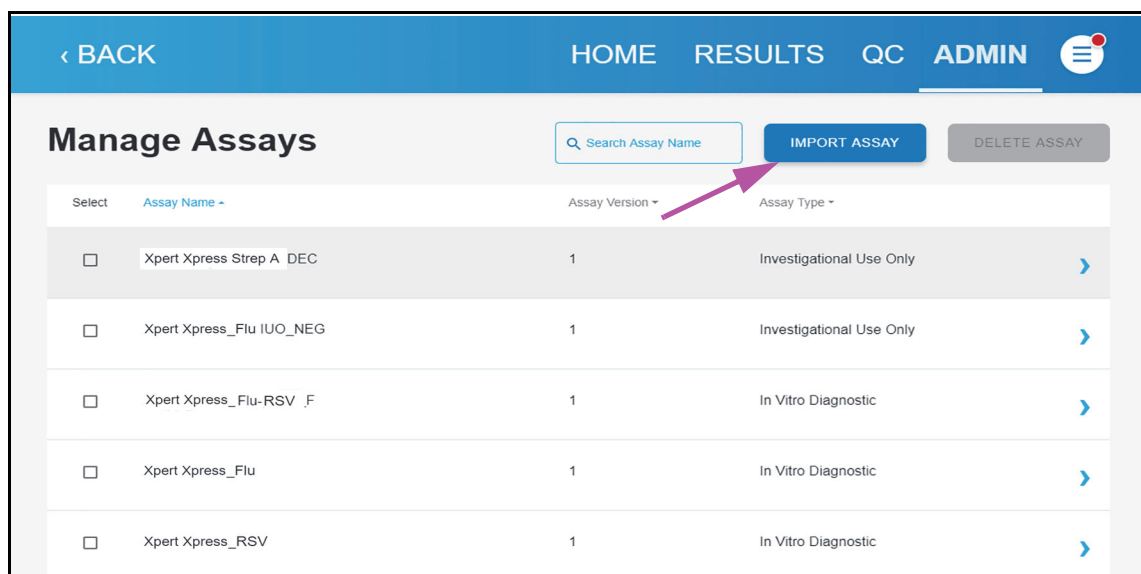 ‹ BACK HOME RESULTS QC ADMIN
Manage Assays Search Assay Name IMPORT ASSAY DELETE ASSAY
Select Assay Name Assay Version Assay Type
Xpert Xpress Strep A DEC 1 Investigational Use Only
Xpert Xpress_Flu IUO_NEG 1 Investigational Use Only
Xpert Xpress_Flu-RSV_F 1 In Vitro Diagnostic
Xpert Xpress_Flu 1 In Vitro Diagnostic
Xpert Xpress_RSV 1 In Vitro Diagnostic